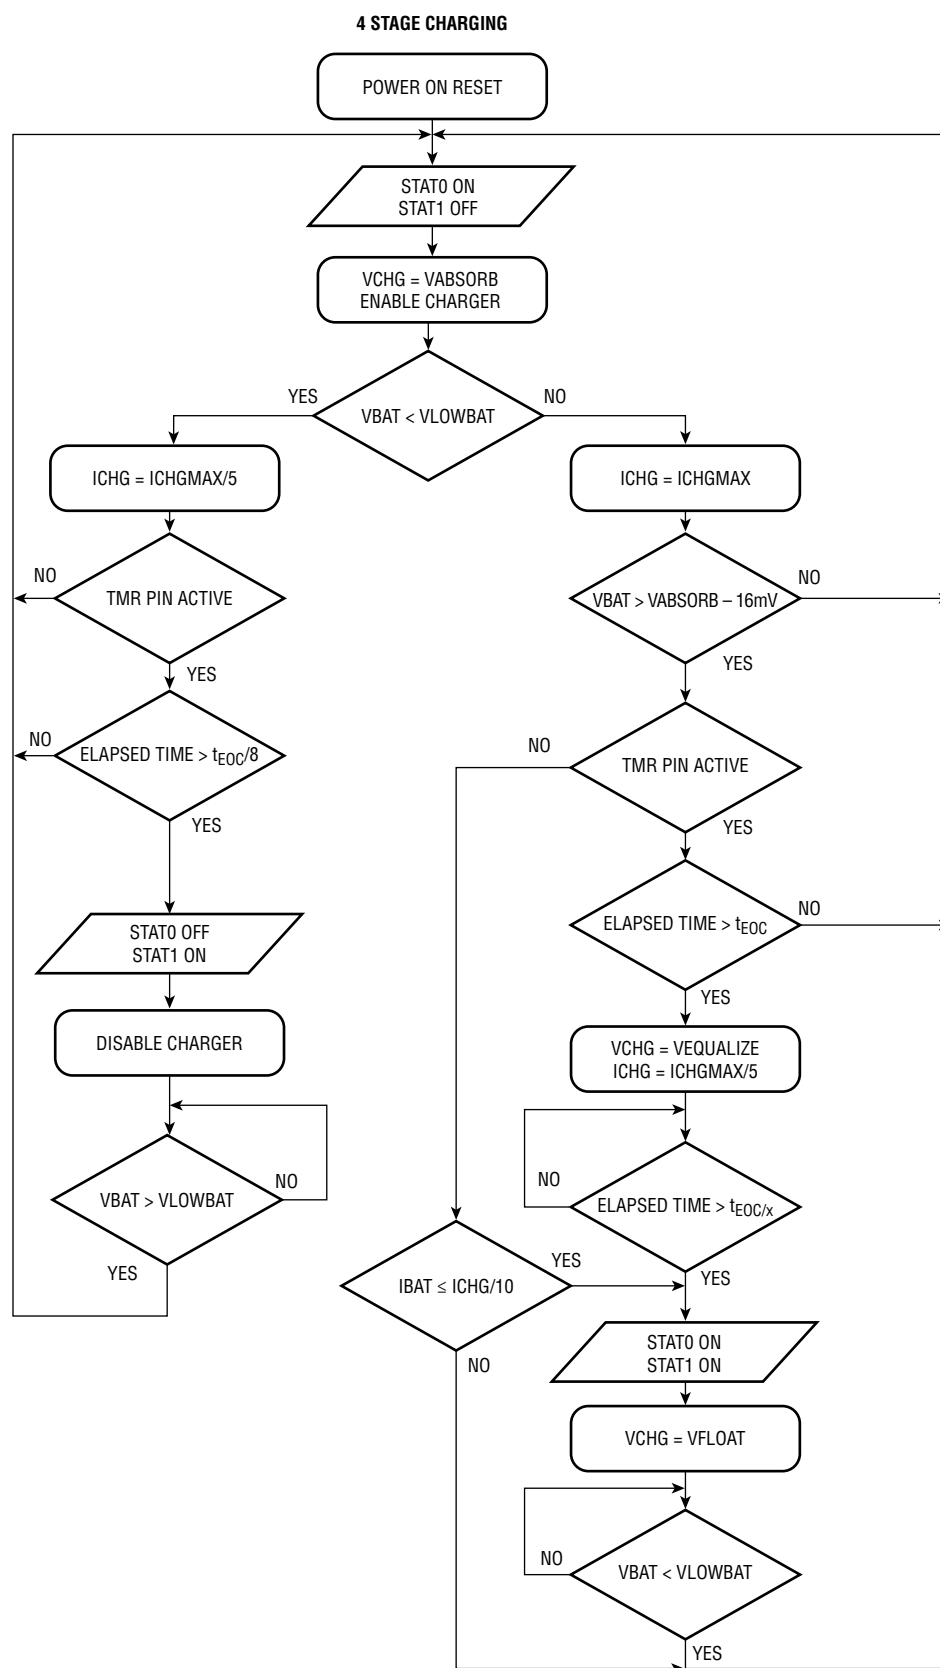 4 STAGE CHARGING
POWER ON RESET
STAT0 ON
STAT1 OFF
VCHG = VABSORB
ENABLE CHARGER
YES
VBAT < VLOWBAT
NO
ICHG = ICHGMAX/5
ICHG = ICHGMAX
NO
TMR PIN ACTIVE
YES
VBAT > VABSORB – 16mV
NO
YES
NO
ELAPSED TIME > tEOC/8
YES
NO
TMR PIN ACTIVE
YES
STAT0 OFF
STAT1 ON
ELAPSED TIME > tEOC
NO
YES
DISABLE CHARGER
VCHG = VEQUALIZE
ICHG = ICHGMAX/5
VBAT > VLOWBAT
NO
YES
NO
ELAPSED TIME > tEOC/x
YES
IBAT ≤ ICHG/10
YES
NO
STAT0 ON
STAT1 ON
VCHG = VFLOAT
NO
VBAT < VLOWBAT
YES